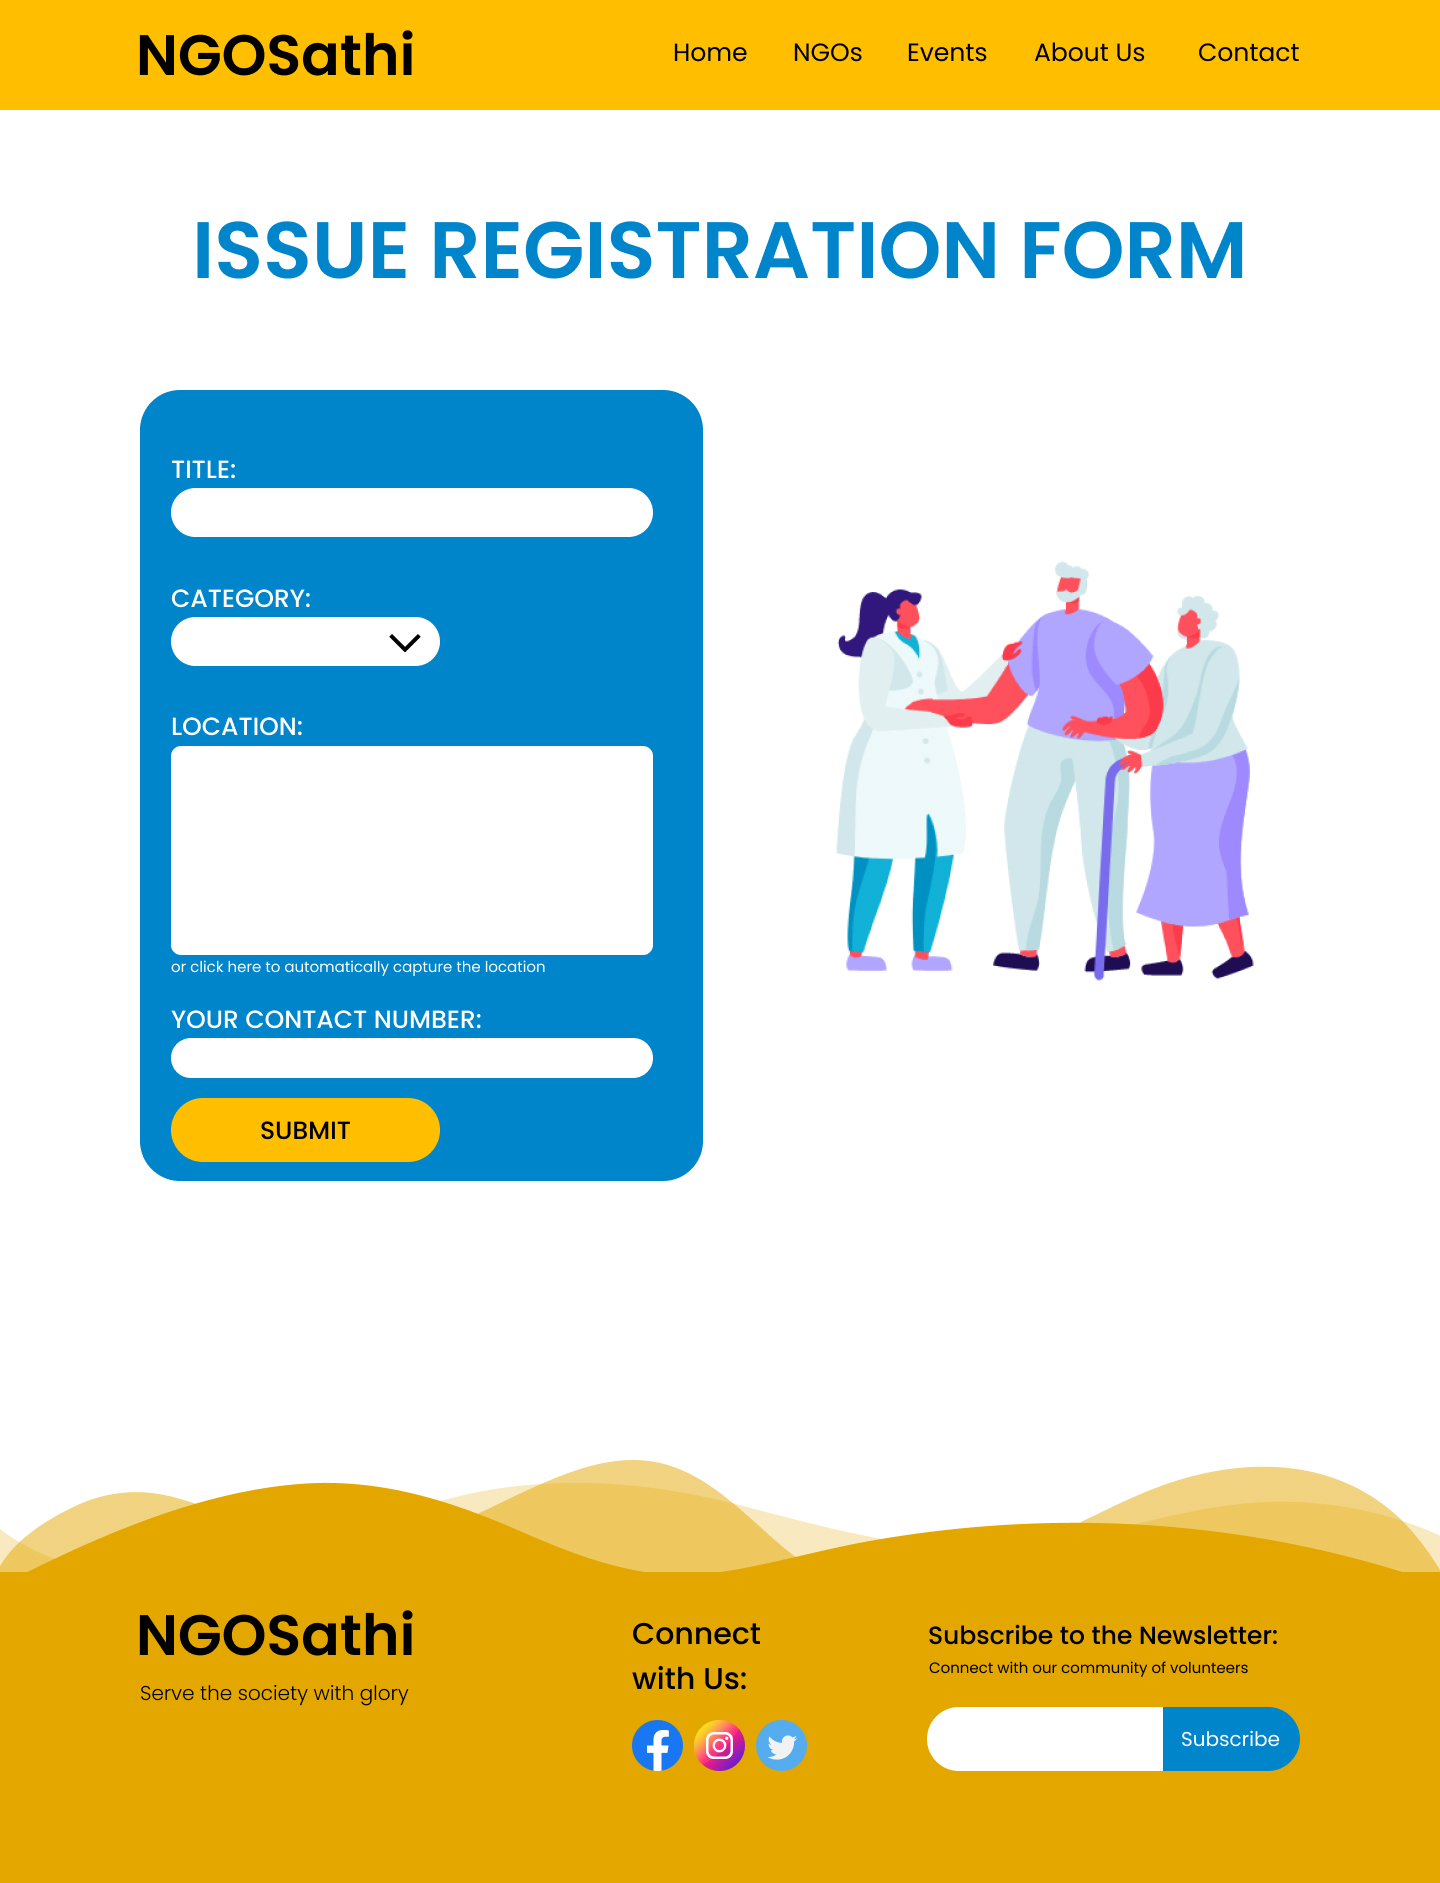 NGOSathi
Home NGOs Events About Us Contact
ISSUE REGISTRATION FORM
TITLE:
CATEGORY:
LOCATION:
or click here to automatically capture the location
YOUR CONTACT NUMBER:
SUBMIT
NGOSathi
Serve the society with glory
Connect
with Us:
Subscribe to the Newsletter:
Connect with our community of volunteers
Subscribe